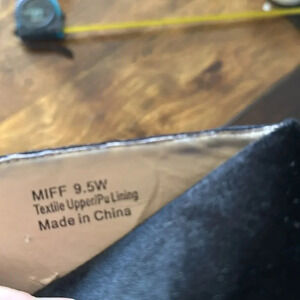 MIFF 9.5W
Textile Upper/Pu Lining
Made in China